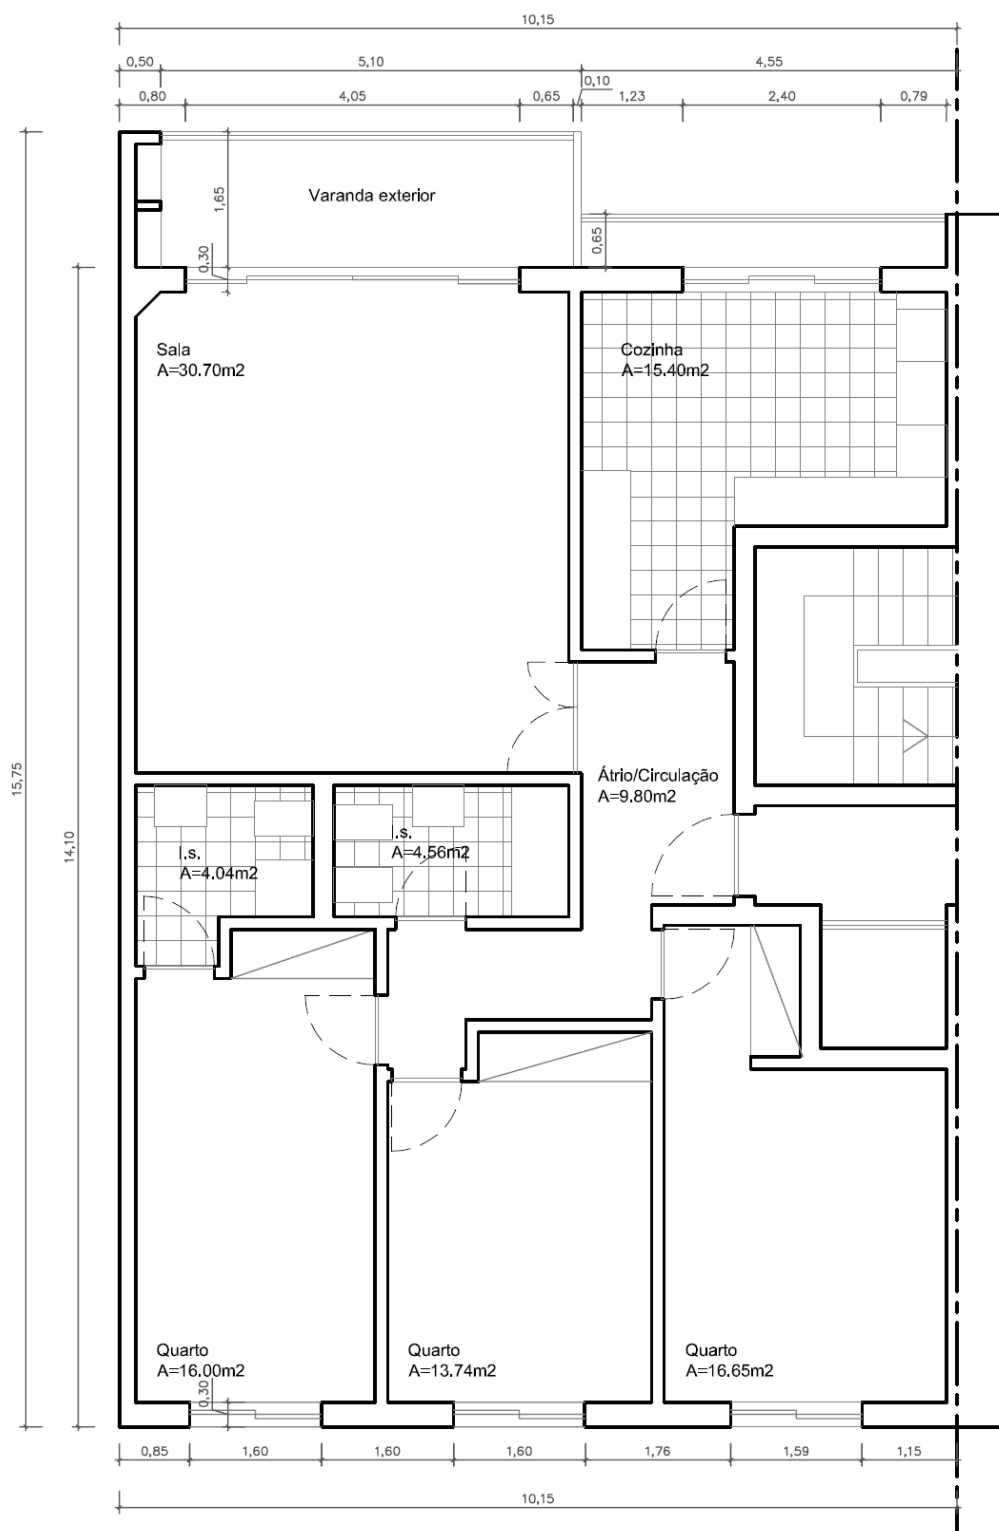 10,15
0,50
5,10
4,55
0,10
0,80
4,05
0,65
1,23
2,40
0,79
Varanda exterior
1,65
0,65
0,30
Sala
A=30.70m2
Cozinha
A=15.40m2
15,75
14,10
Átrio/Circulação
A=9.80m2
I.s.
A=4.04m2
I.s.
A=4.56m2
Quarto
A=16.00m2
Quarto
A=13.74m2
Quarto
A=16.65m2
0,30
0,85
1,60
1,60
1,60
1,76
1,59
1,15
10,15